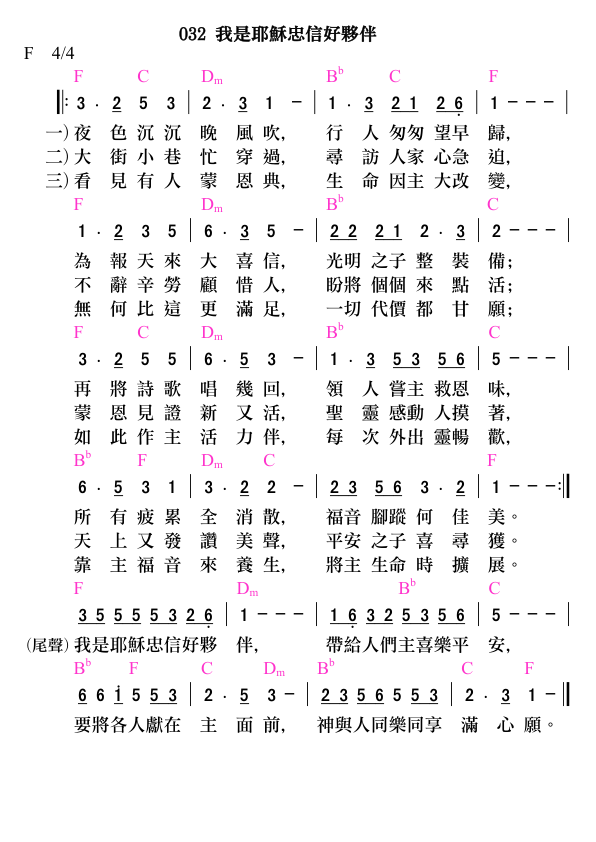 032 我是耶穌忠信好夥伴
F 4/4
F C Dm Bb C F
‖: 3 · 2 5 3 | 2 · 3 1 － | 1 · 3 2 1 2 6 | 1 － － － |
一)夜 色 沉 沉 晚 風 吹， 行 人 匆匆 望早 歸，
二)大 街 小 巷 忙 穿 過， 尋 訪 人家 心急 迫，
三)看 見 有 人 蒙 恩 典， 生 命 因主 大改 變，
F Dm Bb C
1 · 2 3 5 | 6 · 3 5 － | 2 2 2 1 2 · 3 | 2 － － － |
為 報 天 來 大 喜 信， 光明 之子 整 裝 備；
不 辭 辛 勞 顧 惜 人， 盼將 個個 來 點 活；
無 何 比 這 更 滿 足， 一切 代價 都 甘 願；
F C Dm Bb C
3 · 2 5 5 | 6 · 5 3 － | 1 · 3 5 3 5 6 | 5 － － － |
再 將 詩 歌 唱 幾 回， 領 人 嘗主 救恩 味，
蒙 恩 見 證 新 又 活， 聖 靈 感動 人摸 著，
如 此 作 主 活 力 伴， 每 次 外出 靈暢 歡，
Bb F Dm C F
6 · 5 3 1 | 3 · 2 2 － | 2 3 5 6 3 · 2 | 1 － － － :‖
所 有 疲 累 全 消 散， 福音 腳蹤 何 佳 美。
天 上 又 發 讚 美 聲， 平安 之子 喜 尋 獲。
靠 主 福 音 來 養 生， 將主 生命 時 擴 展。
F Dm Bb C
3 5 5 5 5 3 2 6 | 1 － － － | 1 6 3 2 5 3 5 6 | 5 － － － |
(尾聲)我是耶穌忠信好夥 伴， 帶給人們主喜樂平 安，
Bb F C Dm Bb C F
6 6 i 5 5 3 | 2 · 5 3 － | 2 3 5 6 5 5 3 | 2 · 3 1 － ‖
要將各人獻在 主 面 前， 神與人同樂同享 滿 心 願。